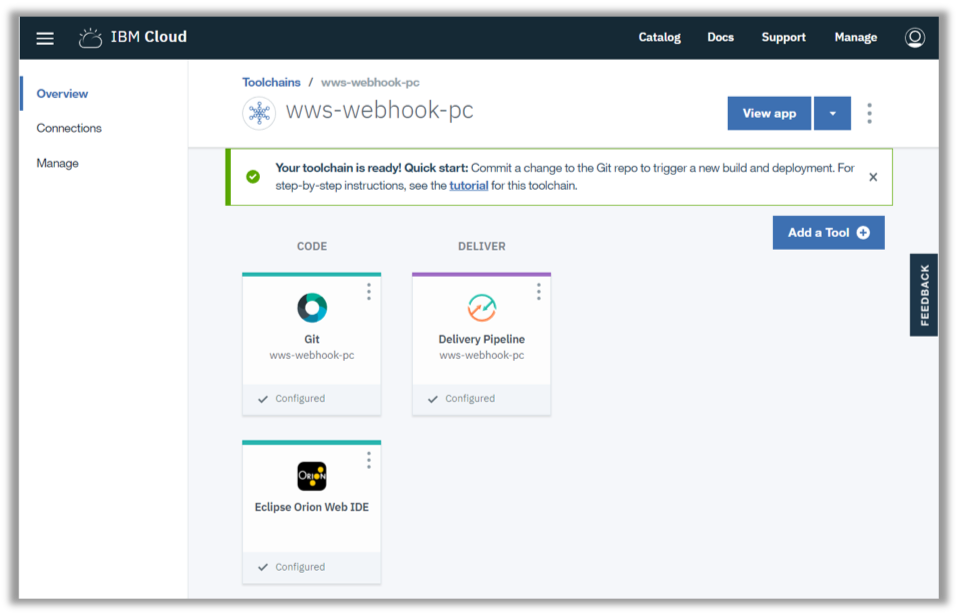 IBM Cloud
Catalog Docs Support Manage
Overview
Connections
Manage
Toolchains / wws-webhook-pc
wws-webhook-pc
View app
Your toolchain is ready! Quick start: Commit a change to the Git repo to trigger a new build and deployment. For
step-by-step instructions, see the tutorial for this toolchain.
Add a Tool
FEEDBACK
CODE
DELIVER
Git
wws-webhook-pc
Configured
Delivery Pipeline
wws-webhook-pc
Configured
ORION
Eclipse Orion Web IDE
Configured